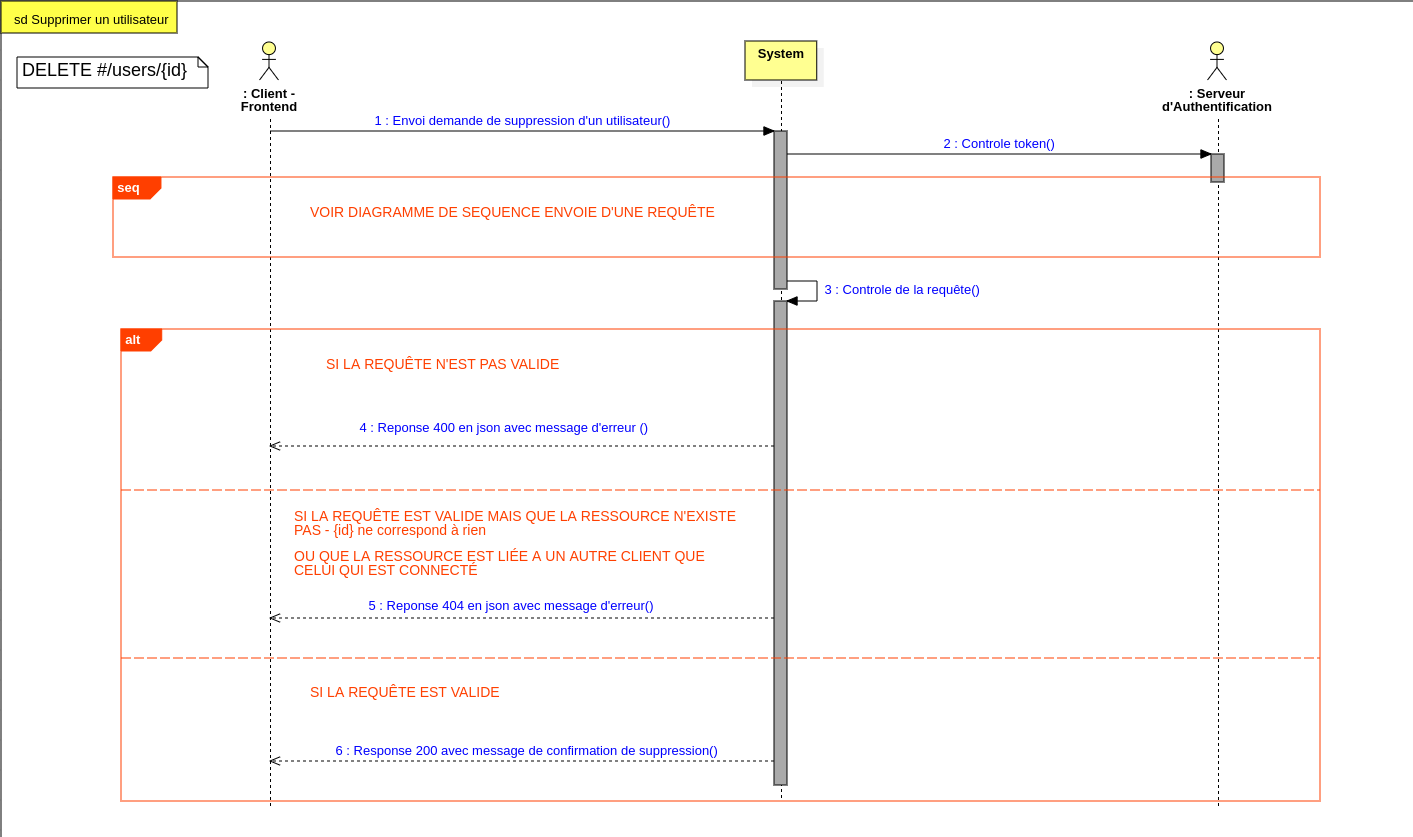 sd Supprimer un utilisateur
DELETE #/users/{id}
: Client -
Frontend
System
: Serveur
d'Authentification
1 : Envoi demande de suppression d'un utilisateur()
2 : Controle token()
seq
VOIR DIAGRAMME DE SEQUENCE ENVOIE D'UNE REQUÊTE
3 : Controle de la requête()
alt
SI LA REQUÊTE N'EST PAS VALIDE
4 : Reponse 400 en json avec message d'erreur ()
SI LA REQUÊTE EST VALIDE MAIS QUE LA RESSOURCE N'EXISTE
PAS - {id} ne correspond à rien
OU QUE LA RESSOURCE EST LIÉE A UN AUTRE CLIENT QUE
CELUI QUI EST CONNECTÉ
5 : Reponse 404 en json avec message d'erreur()
SI LA REQUÊTE EST VALIDE
6 : Response 200 avec message de confirmation de suppression()